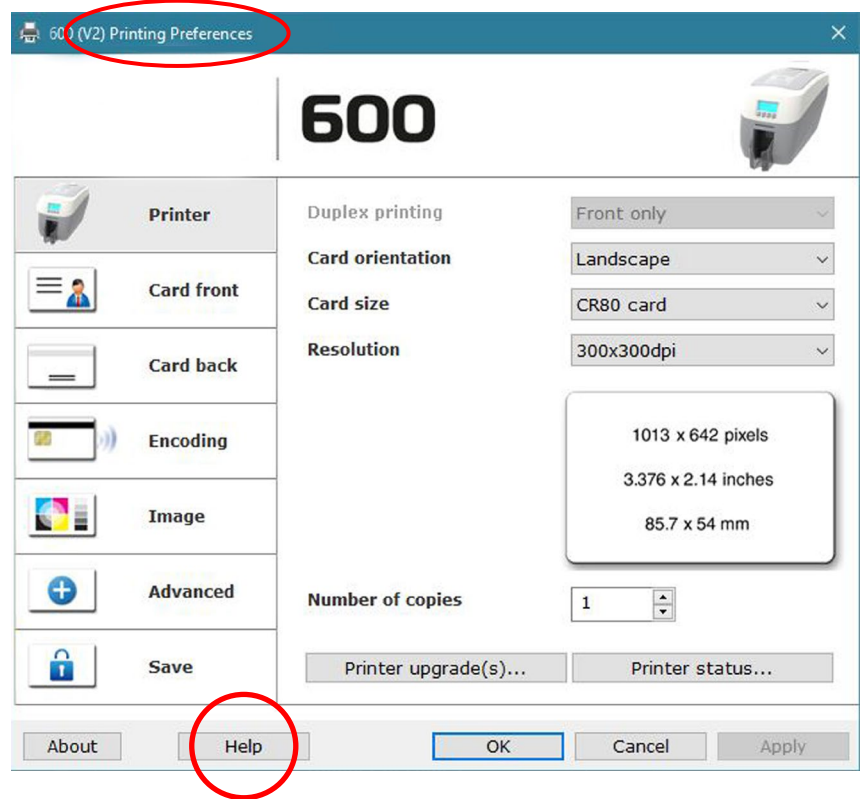 600 (V2) Printing Preferences
600
Printer
Duplex printing Front only
Card orientation Landscape
Card front
Card size CR80 card
Resolution 300x300dpi
Card back
1013 x 642 pixels
Encoding
3.376 x 2.14 inches
Image
85.7 x 54 mm
Advanced
Number of copies 1
Save
Printer upgrade(s)... Printer status...
About Help OK Cancel Apply